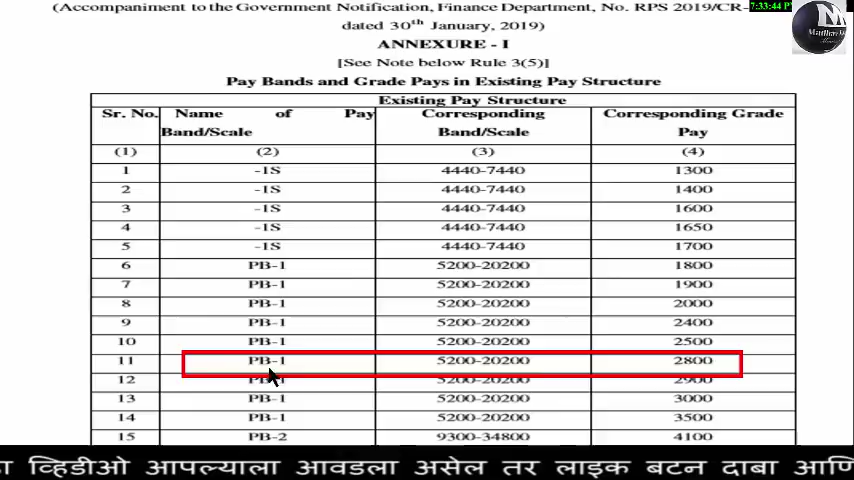 (Accompaniment to the Government Notification, Finance Department, No. RPS 2019/CR-
7:33:44 P
dated 30th January, 2019)
ANNEXURE - I
[See Note below Rule 3(5)]
Pay Bands and Grade Pays in Existing Pay Structure
Existing Pay Structure
Sr. No. Name of Pay Band/Scale Corresponding Band/Scale Corresponding Grade Pay
(1) (2) (3) (4)
1 -1S 4440-7440 1300
2 -1S 4440-7440 1400
3 -1S 4440-7440 1600
4 -1S 4440-7440 1650
5 -1S 4440-7440 1700
6 PB-1 5200-20200 1800
7 PB-1 5200-20200 1900
8 PB-1 5200-20200 2000
9 PB-1 5200-20200 2400
10 PB-1 5200-20200 2500
11 PB-1 5200-20200 2800
12 PB-1 5200-20200 2900
13 PB-1 5200-20200 3000
14 PB-1 5200-20200 3500
15 PB-2 9300-34800 4100
व्हिडीओ आपल्याला आवडला असेल तर लाइक बटन दाबा आणि